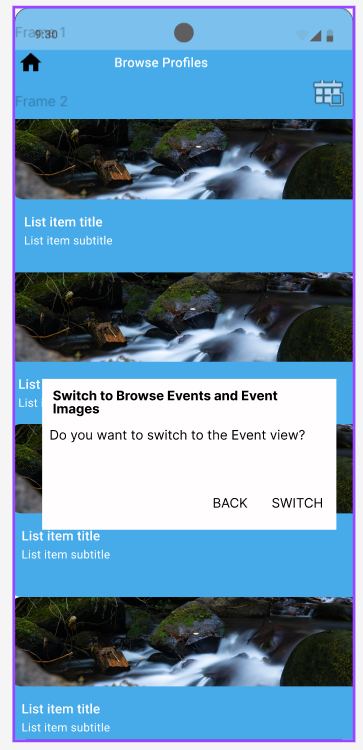 Frame 1
9:30
Browse Profiles
Frame 2
List item title
List item subtitle
List
List i
Switch to Browse Events and Event
Images
Do you want to switch to the Event view?
BACK SWITCH
List item title
List item subtitle
List item title
List item subtitle